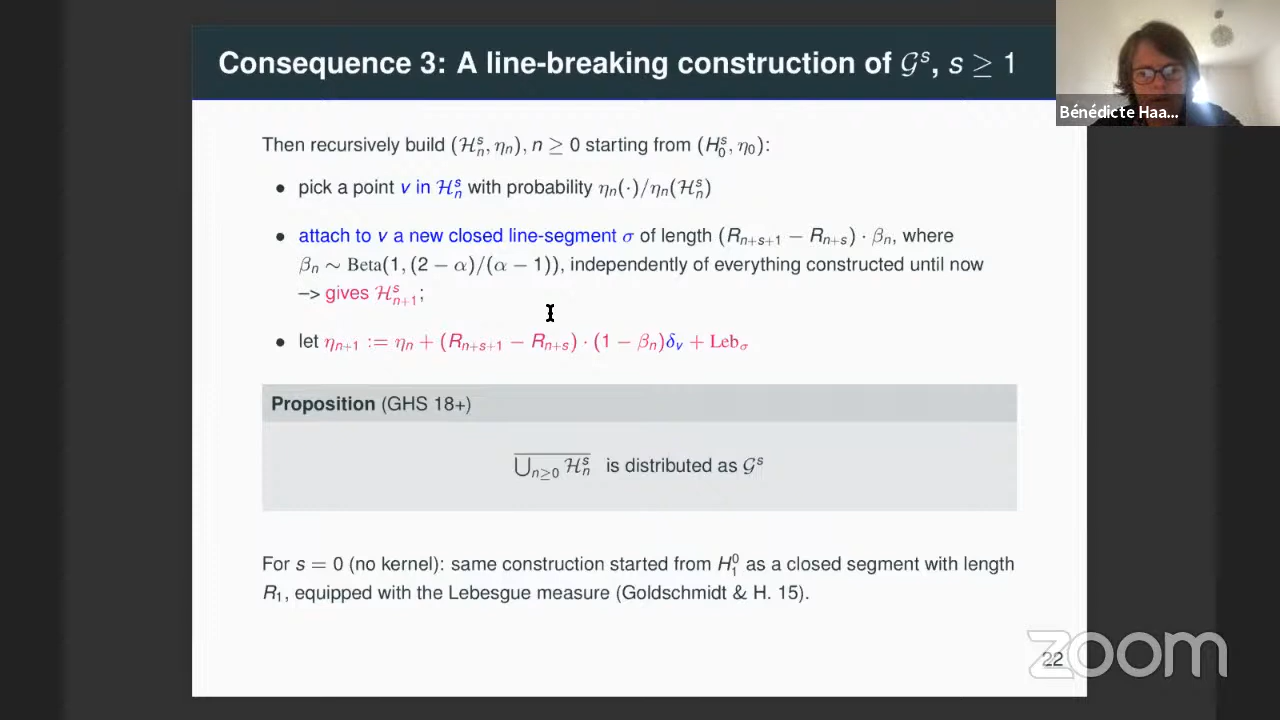 Consequence 3: A line-breaking construction of 𝒢ˢ, s ≥ 1
Bénédicte Haa...
Then recursively build (ℋₙˢ, ηₙ), n ≥ 0 starting from (H₀ˢ, η₀):
• pick a point v in ℋₙˢ with probability ηₙ(·)/ηₙ(ℋₙˢ)
• attach to v a new closed line-segment σ of length (Rₙ₊ₛ₊₁ − Rₙ₊ₛ) · βₙ, where
βₙ ∼ Beta(1, (2 − α)/(α − 1)), independently of everything constructed until now
–> gives ℋₙ₊₁ˢ;
• let ηₙ₊₁ := ηₙ + (Rₙ₊ₛ₊₁ − Rₙ₊ₛ) · (1 − βₙ)δᵥ + Leb_σ
Proposition (GHS 18+)
$\overline{\bigcup_{n \geq 0} \mathcal{H}_n^s}$ is distributed as 𝒢ˢ
For s = 0 (no kernel): same construction started from H₁⁰ as a closed segment with length
R₁, equipped with the Lebesgue measure (Goldschmidt & H. 15).
22
zoom